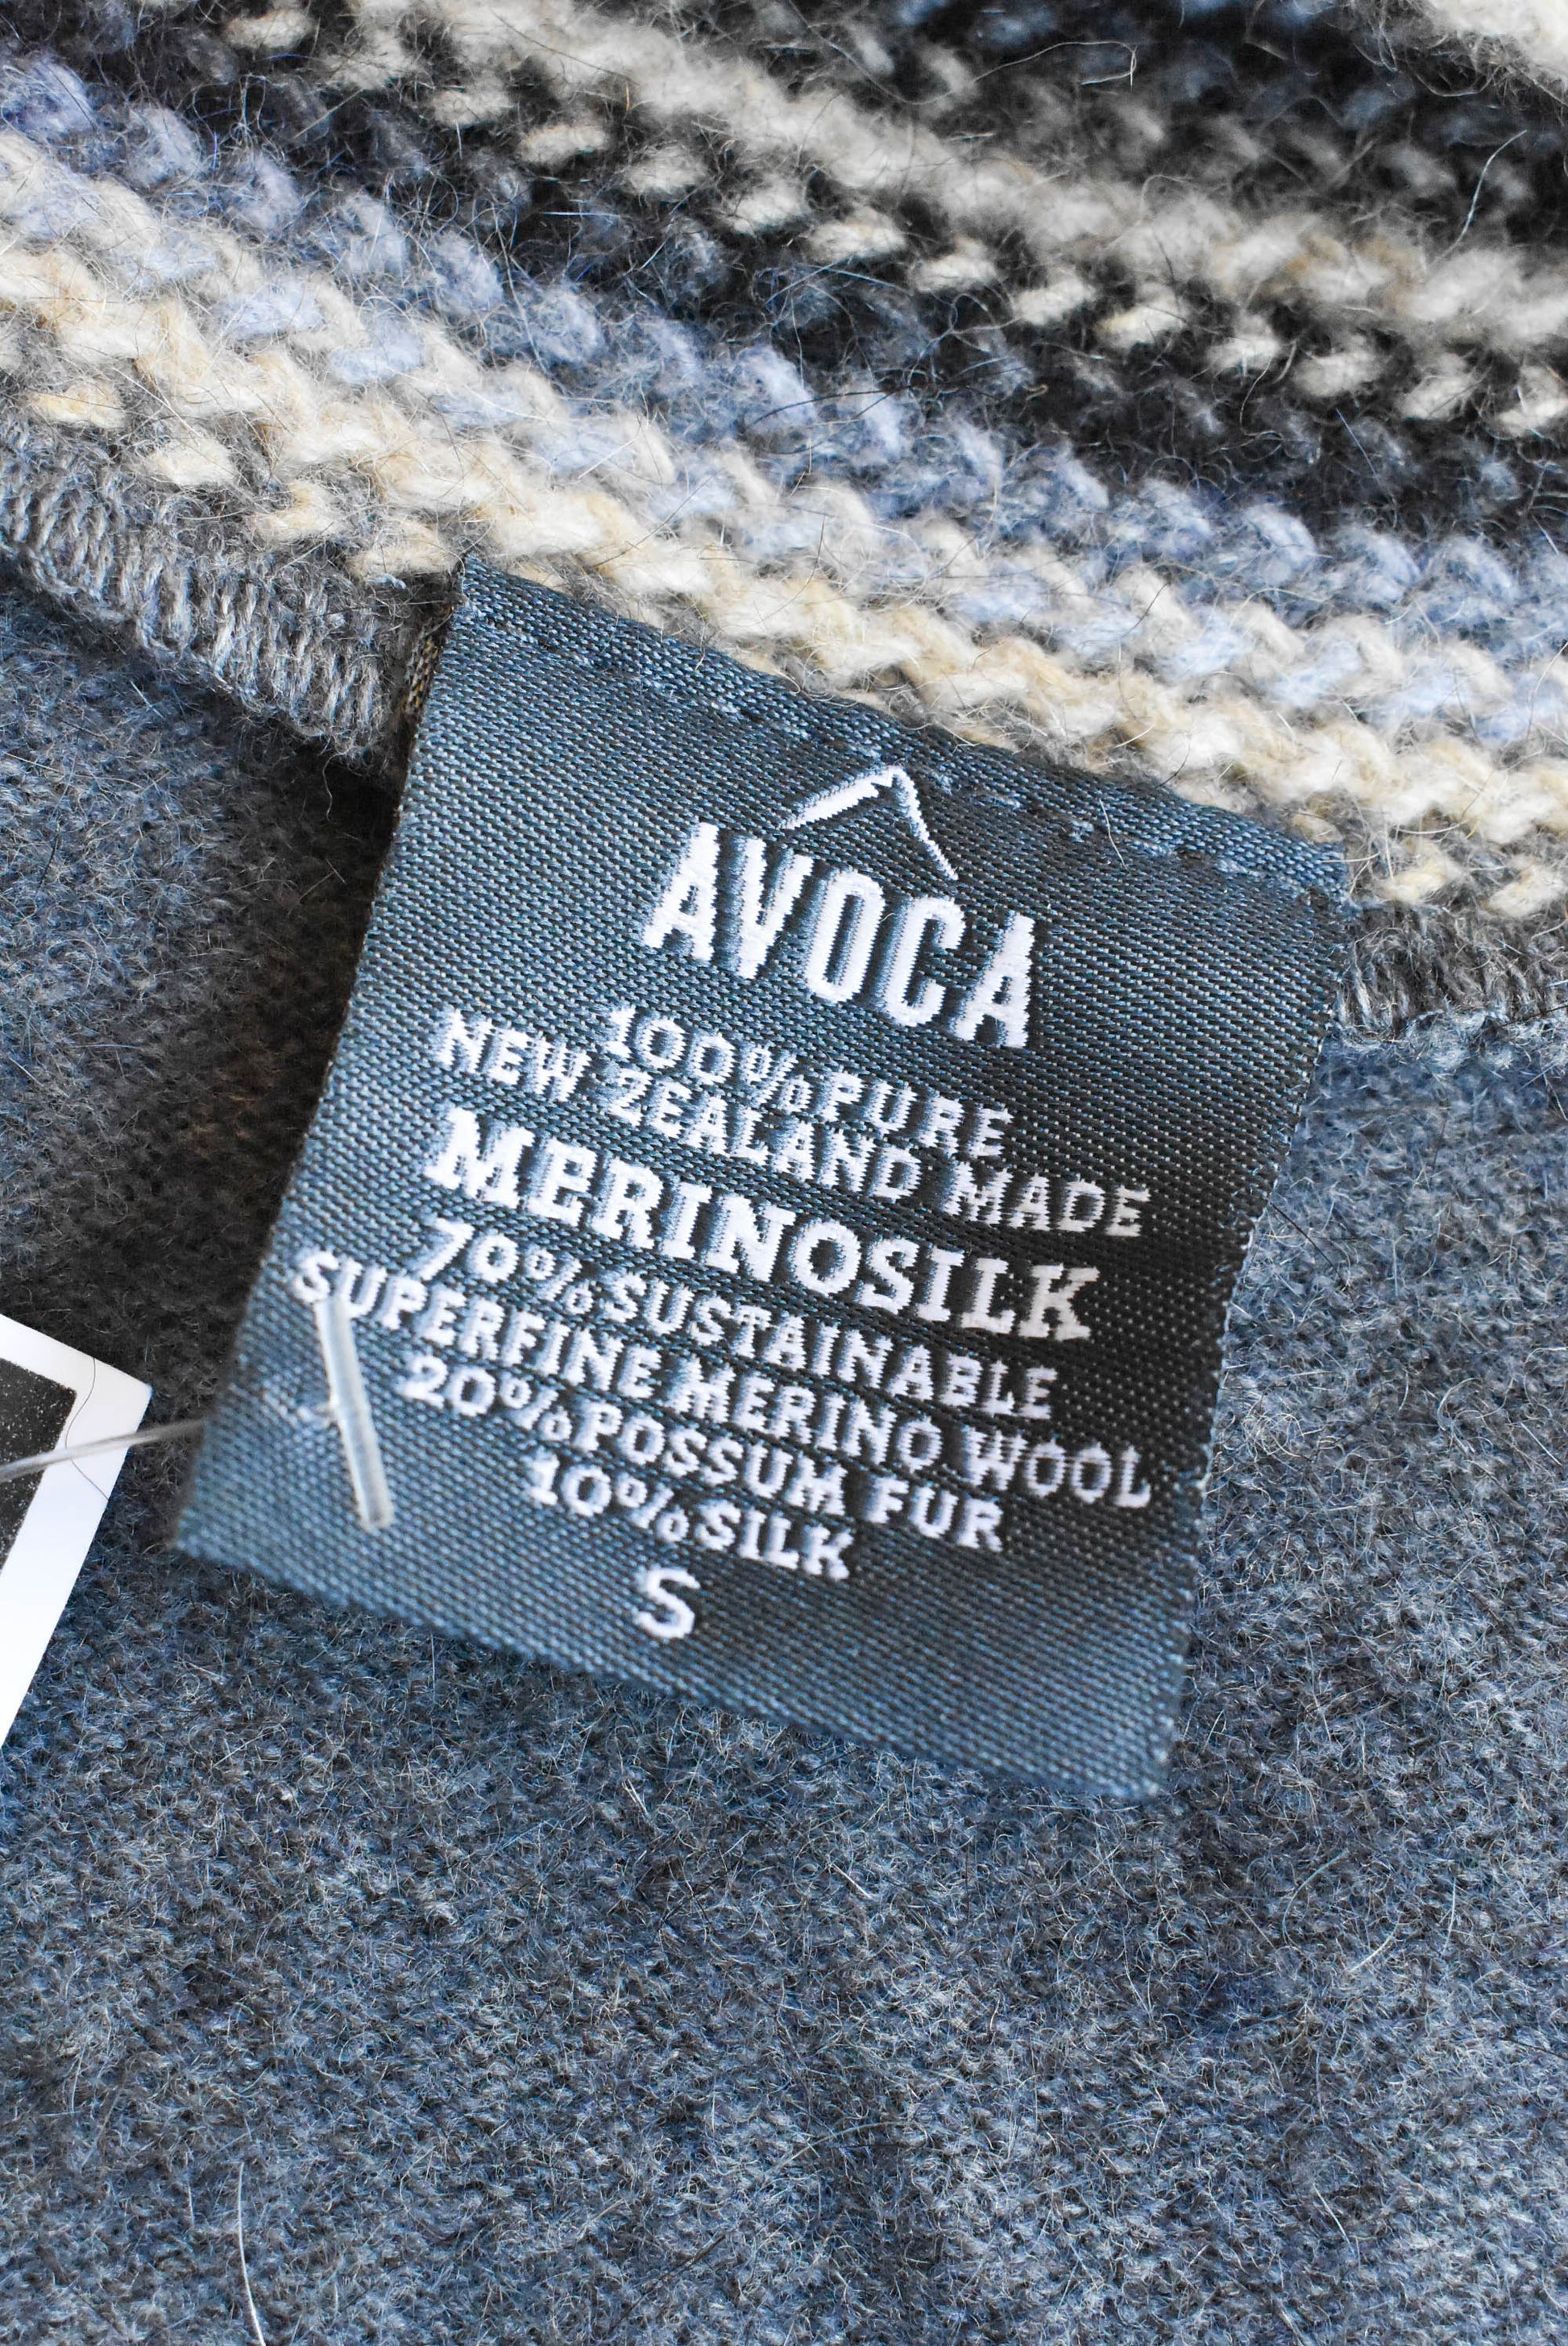 AVOCA
100% PURE
NEW ZEALAND MADE
MERINOSILK
70% SUSTAINABLE
SUPERFINE MERINO WOOL
20% POSSUM FUR
10% SILK
S